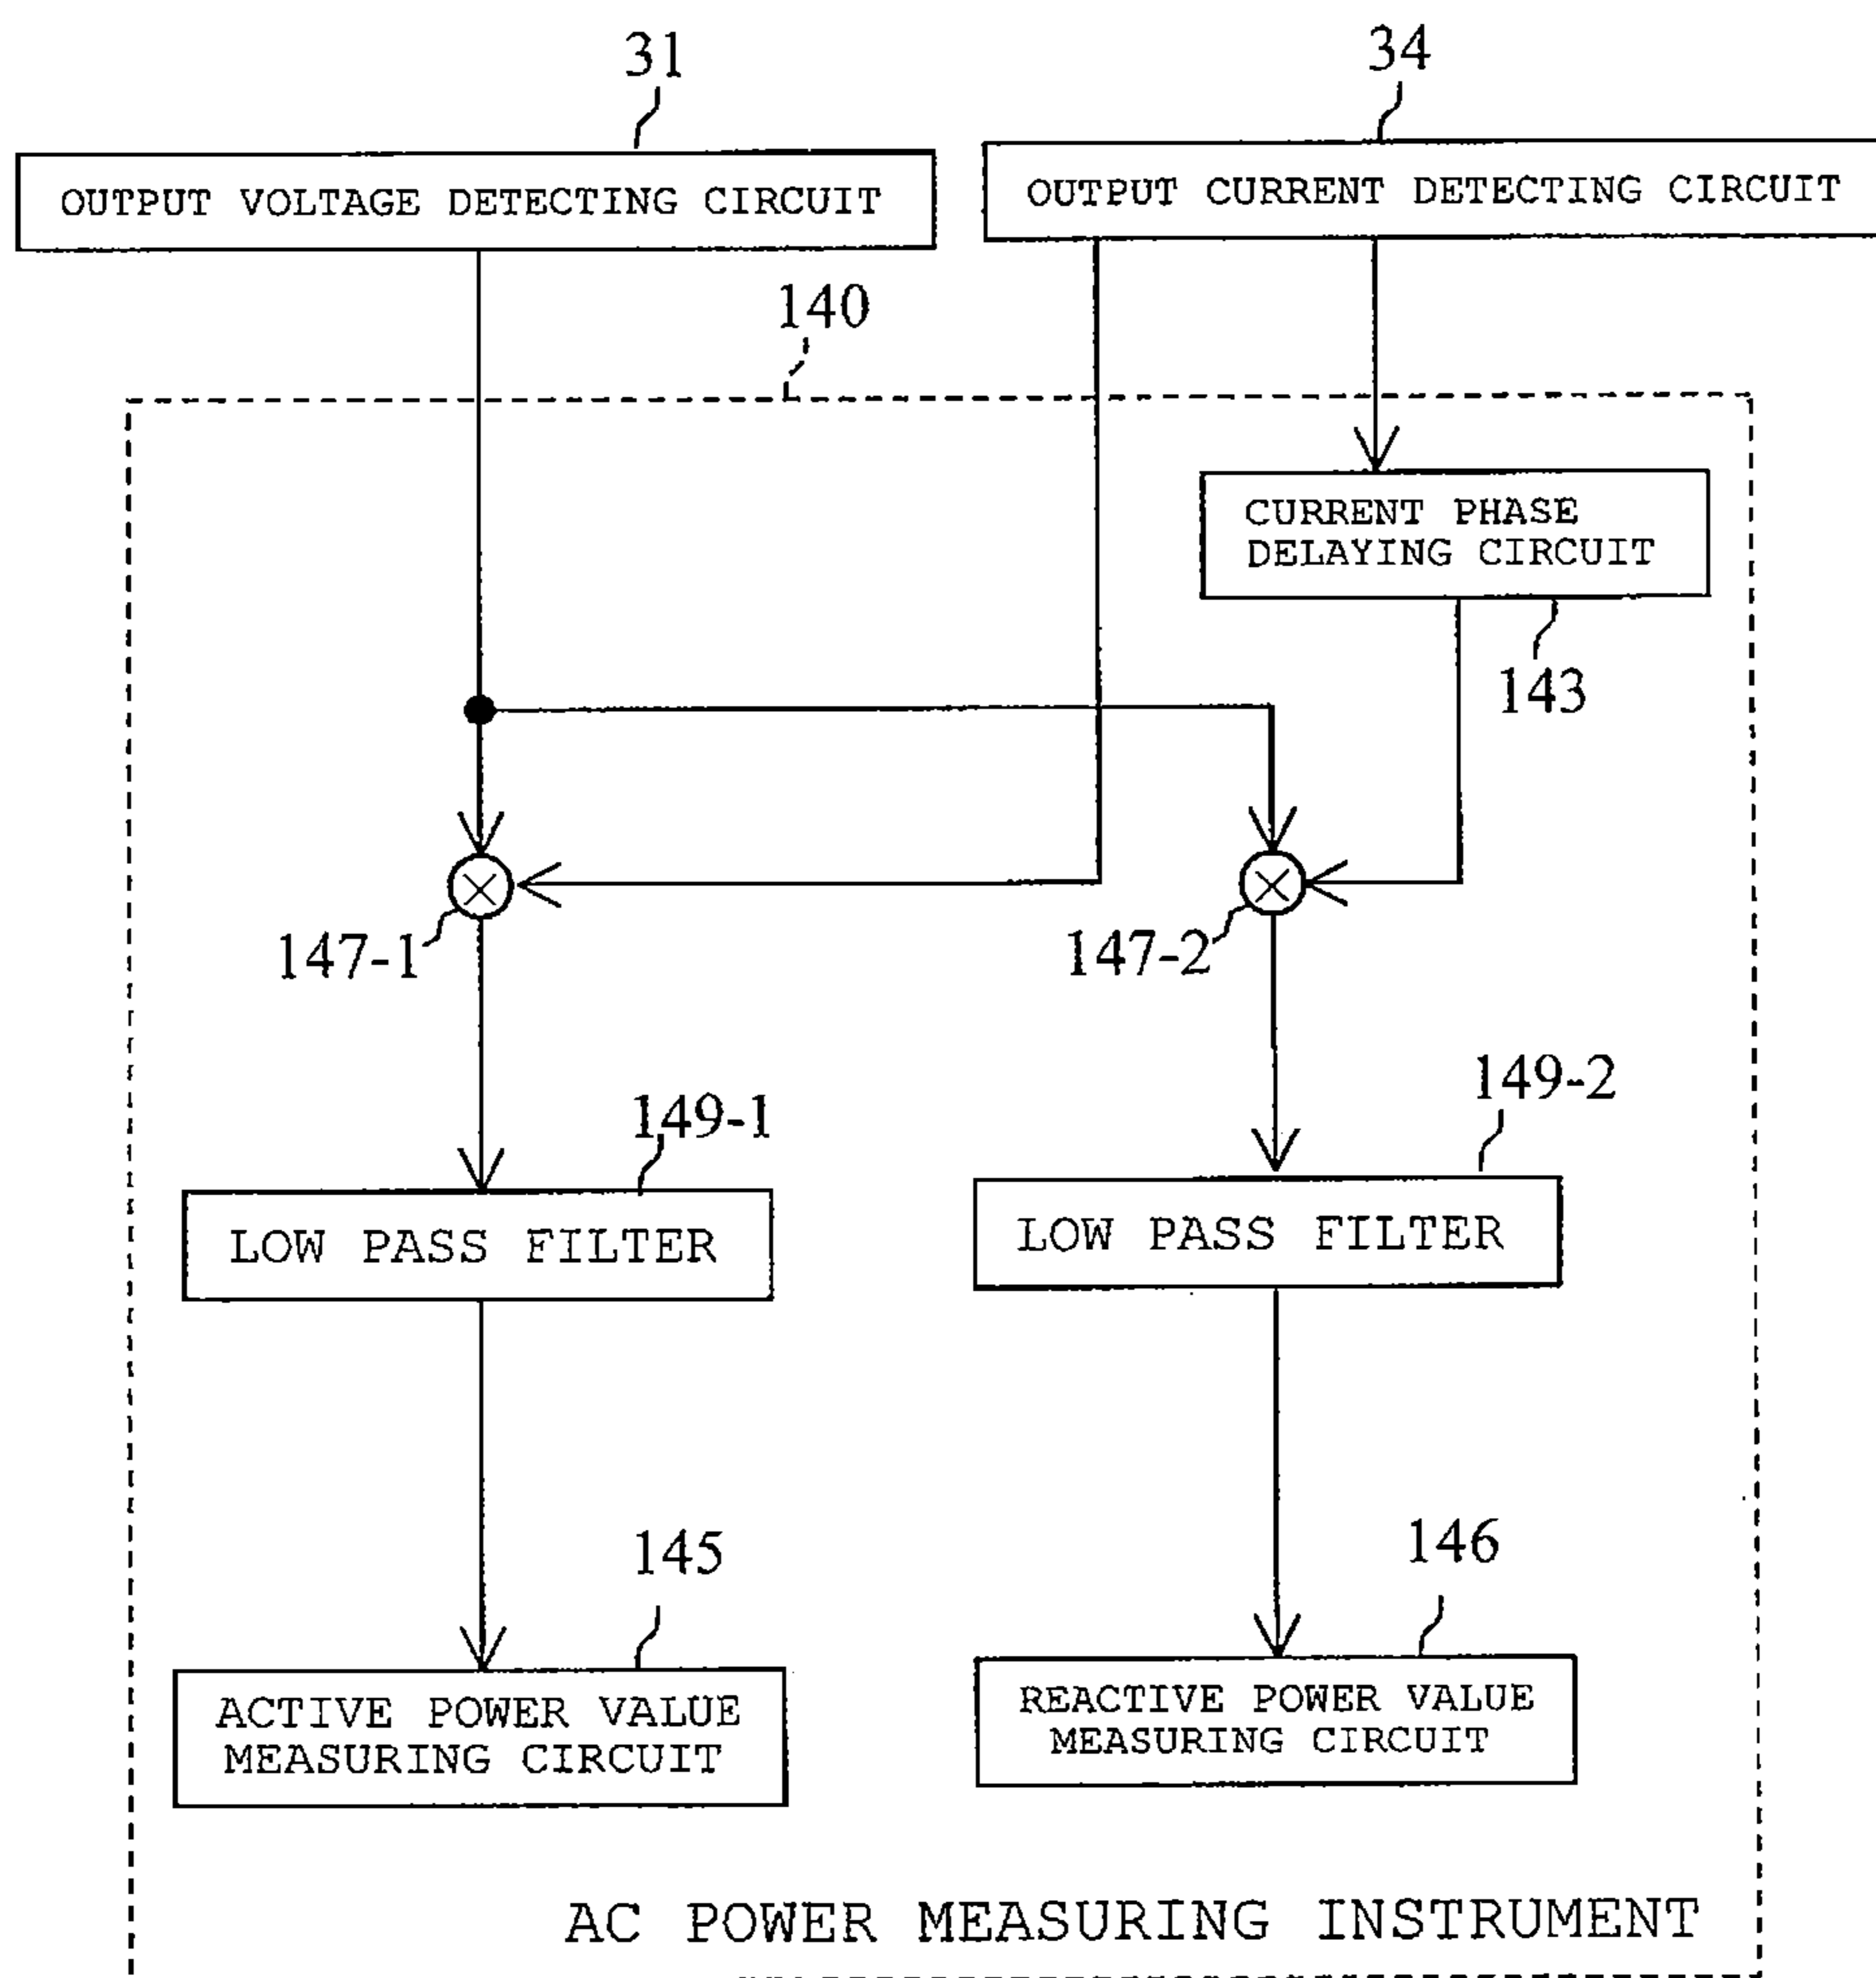 31
34
OUTPUT VOLTAGE DETECTING CIRCUIT
OUTPUT CURRENT DETECTING CIRCUIT
140
CURRENT PHASE
DELAYING CIRCUIT
143
147-1
147-2
149-1
149-2
LOW PASS FILTER
LOW PASS FILTER
145
146
ACTIVE POWER VALUE
MEASURING CIRCUIT
REACTIVE POWER VALUE
MEASURING CIRCUIT
AC POWER MEASURING INSTRUMENT